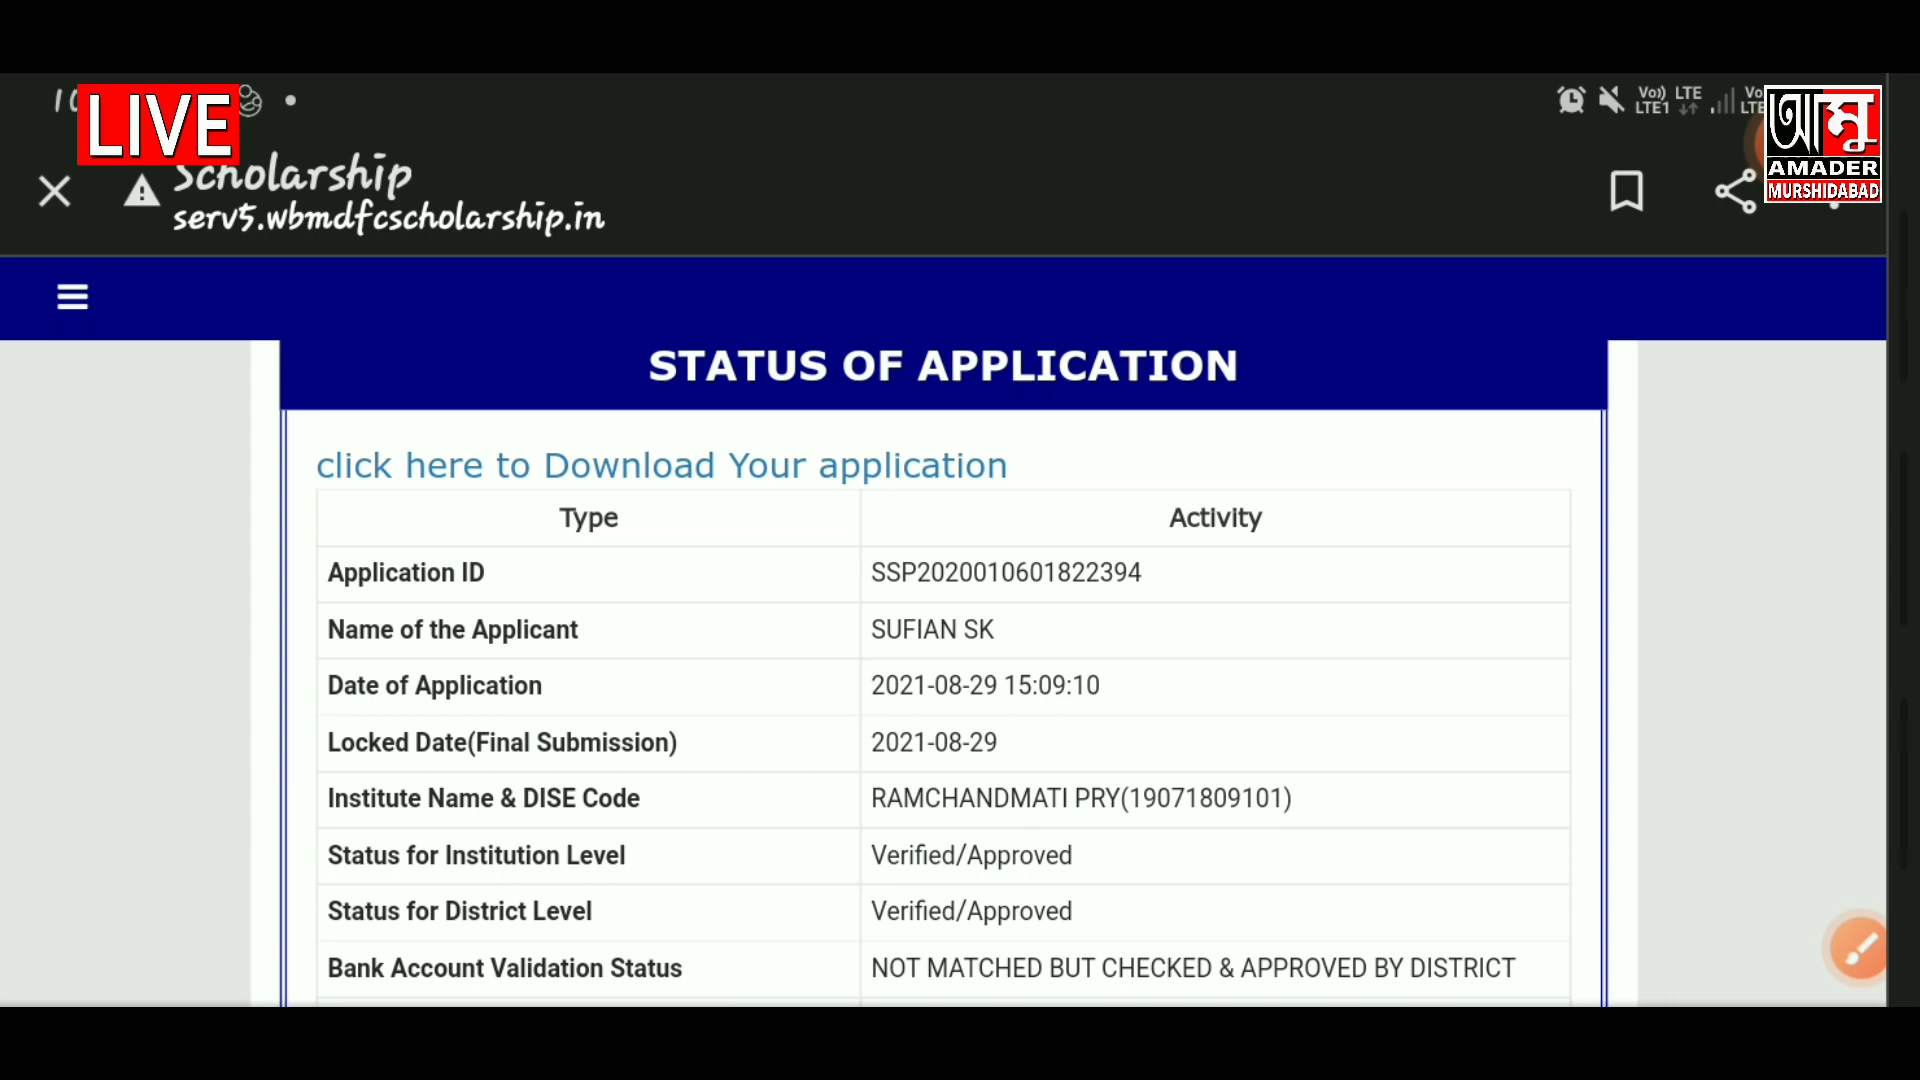 LIVE
Vo)) LTE
LTE1
আমু
AMADER
MURSHIDABAD
Scholarship
serv5.wbmdfcscholarship.in
STATUS OF APPLICATION
click here to Download Your application
Type Activity
Application ID SSP2020010601822394
Name of the Applicant SUFIAN SK
Date of Application 2021-08-29 15:09:10
Locked Date(Final Submission) 2021-08-29
Institute Name & DISE Code RAMCHANDMATI PRY(19071809101)
Status for Institution Level Verified/Approved
Status for District Level Verified/Approved
Bank Account Validation Status NOT MATCHED BUT CHECKED & APPROVED BY DISTRICT